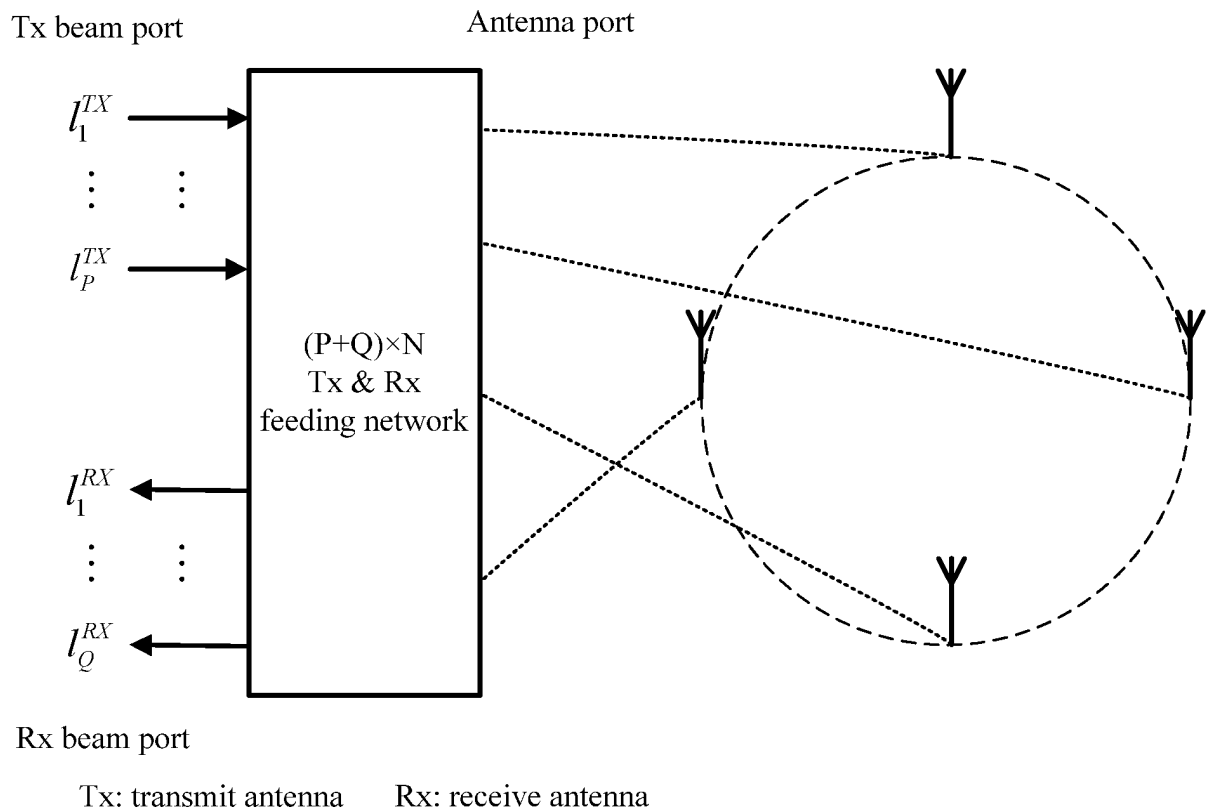 Tx beam port
Antenna port
l_1^{TX}
⋮ ⋮
l_P^{TX}
(P+Q)×N
Tx & Rx
feeding network
l_1^{RX}
⋮ ⋮
l_Q^{RX}
Rx beam port
Tx: transmit antenna Rx: receive antenna